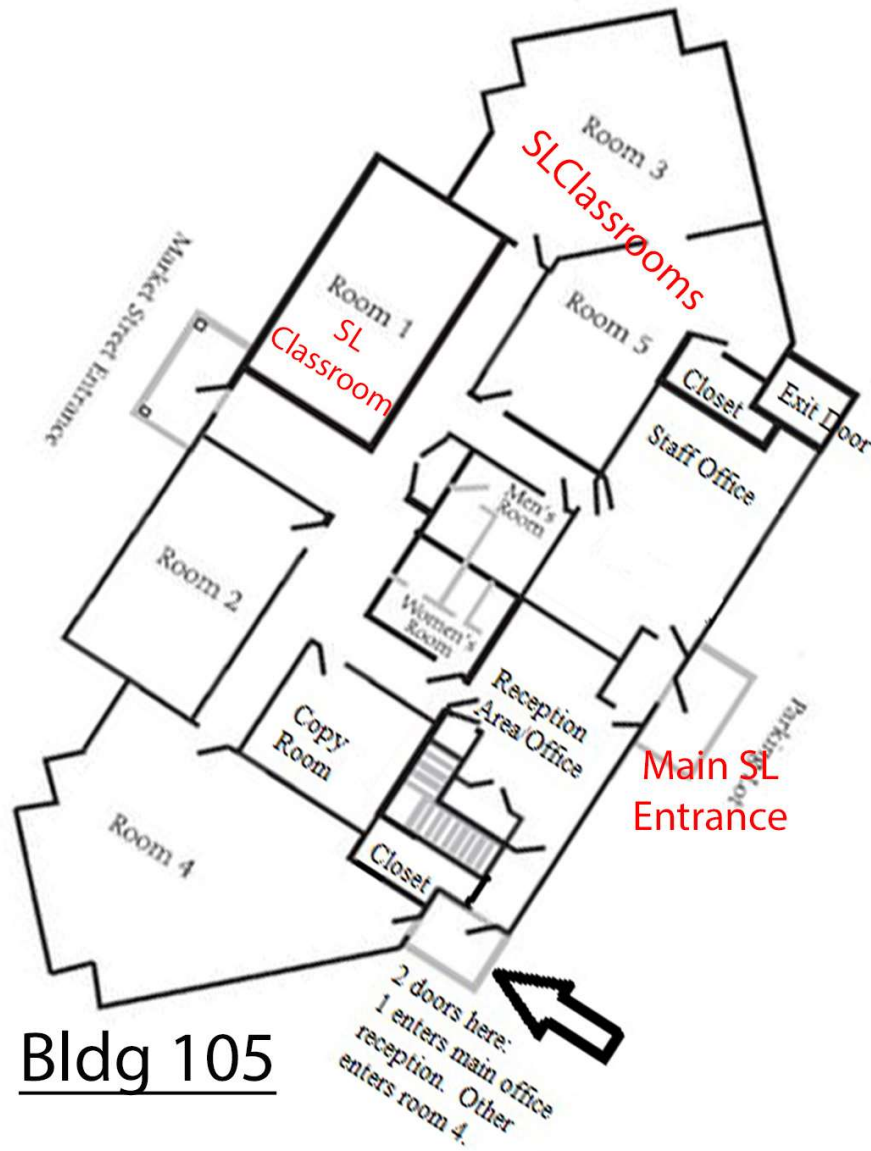 Room 3
SLClassrooms
Market Street Entrance
Room 1
SL
Classroom
Room 5
Closet
Exit Door
Staff Office
Men's
Room
Room 2
Women's
Room
Reception
Area/Office
Copy
Room
Parking Lot
Main SL
Entrance
Room 4
Closet
2 doors here:
1 enters main office
reception. Other
enters room 4.
Bldg 105